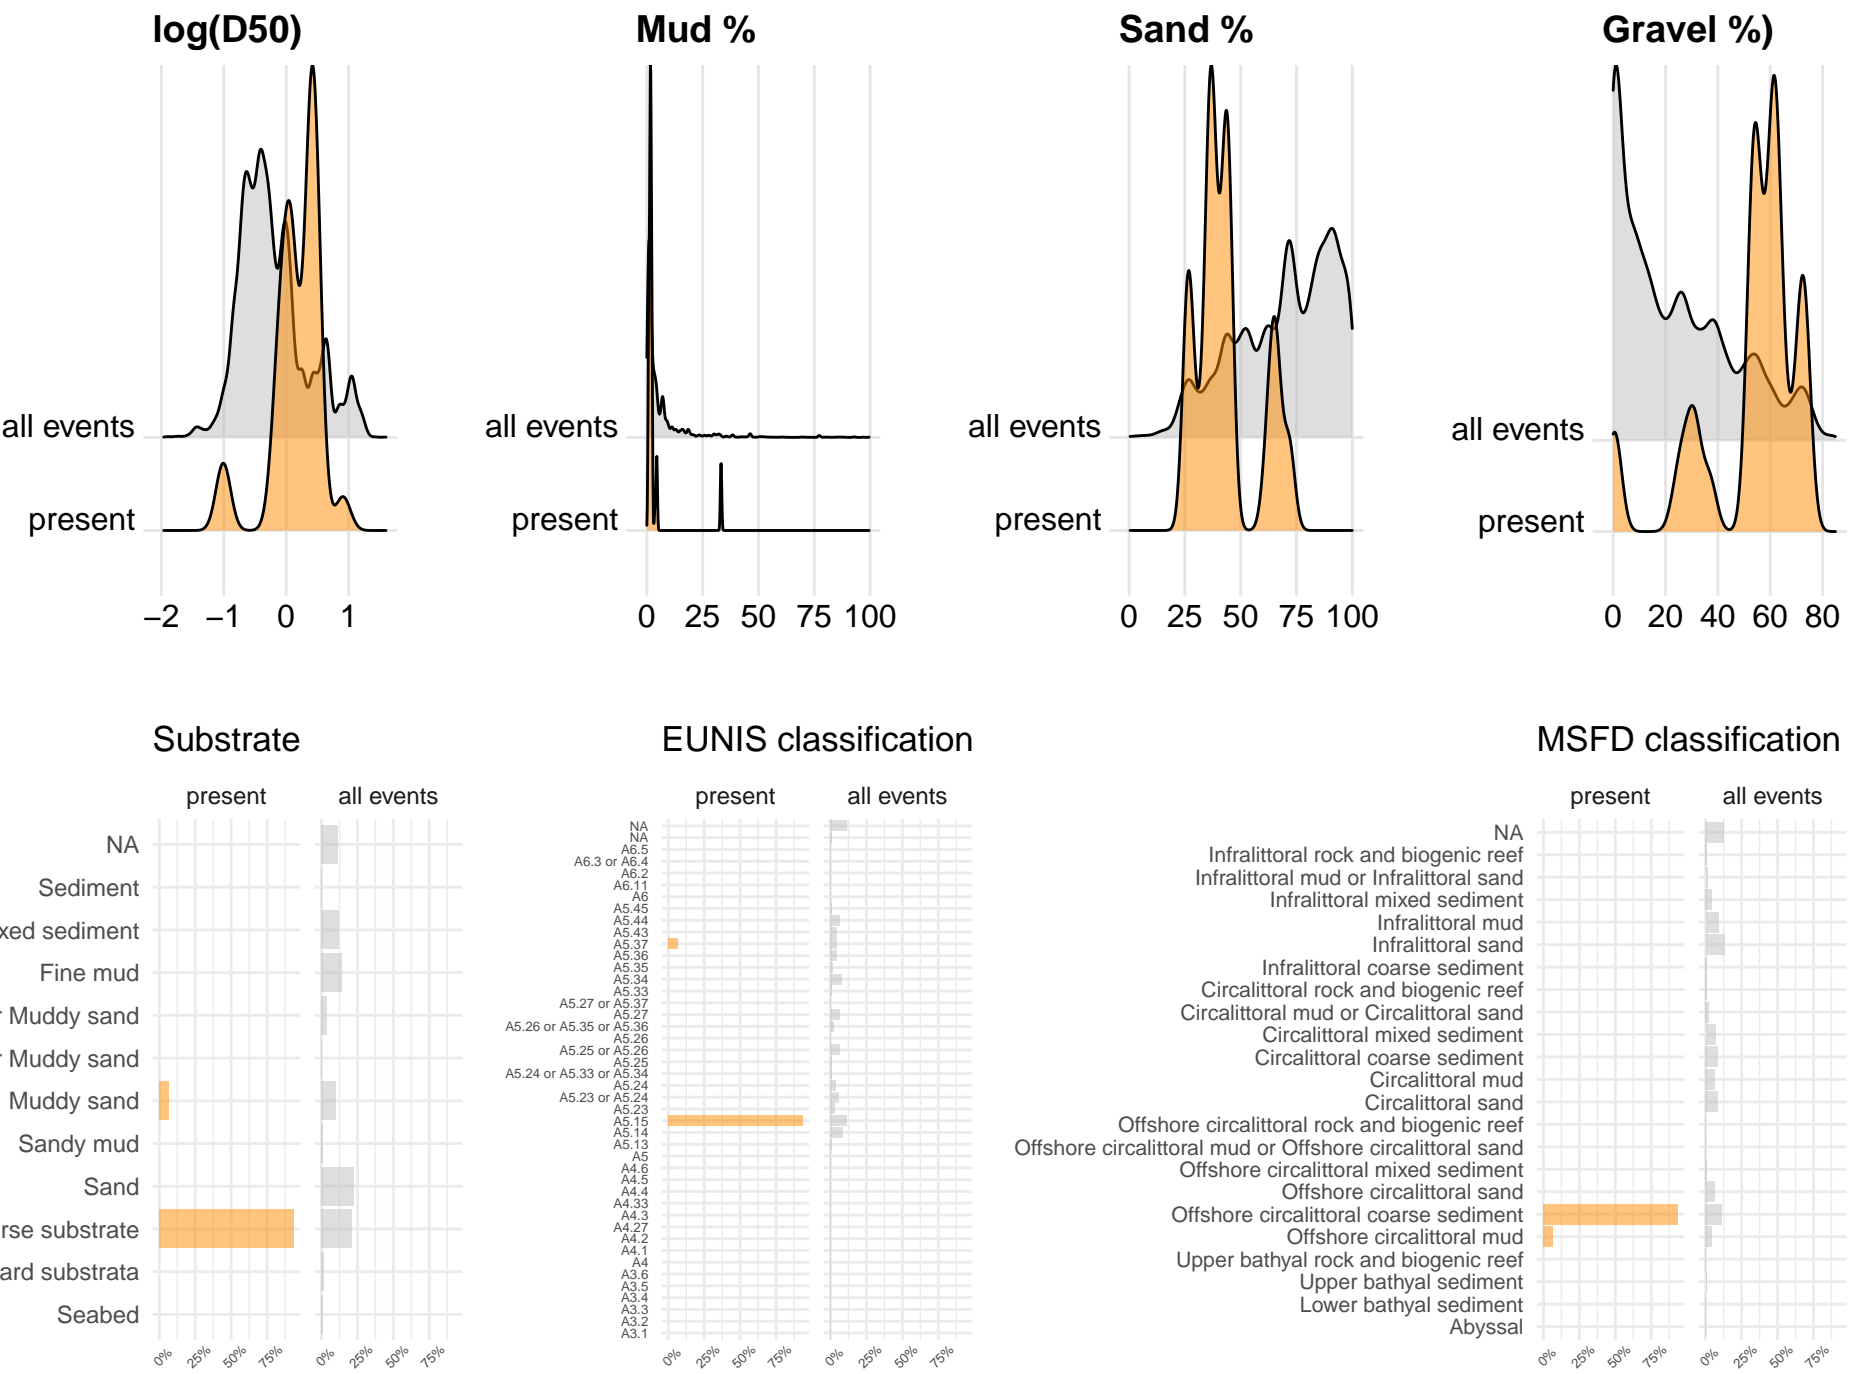 log(D50)
Mud %
Sand %
Gravel %)
all events
present
−2 −1 0 1
all events
present
0 25 50 75 100
all events
present
0 25 50 75 100
all events
present
0 20 40 60 80
Substrate
present all events
NA
Sediment
xed sediment
Fine mud
r Muddy sand
r Muddy sand
Muddy sand
Sandy mud
Sand
rse substrate
ard substrata
Seabed
0% 25% 50% 75% 0% 25% 50% 75%
EUNIS classification
present all events
NA
NA
A6.5
A6.3 or A6.4
A6.2
A6.11
A6
A5.45
A5.44
A5.43
A5.37
A5.36
A5.35
A5.34
A5.33
A5.27 or A5.37
A5.27
A5.26 or A5.35 or A5.36
A5.26
A5.25 or A5.26
A5.25
A5.24 or A5.33 or A5.34
A5.24
A5.23 or A5.24
A5.23
A5.15
A5.14
A5.13
A5
A4.6
A4.5
A4.4
A4.33
A4.3
A4.27
A4.2
A4.1
A4
A3.6
A3.5
A3.4
A3.3
A3.2
A3.1
0% 25% 50% 75% 0% 25% 50% 75%
MSFD classification
present all events
NA
Infralittoral rock and biogenic reef
Infralittoral mud or Infralittoral sand
Infralittoral mixed sediment
Infralittoral mud
Infralittoral sand
Infralittoral coarse sediment
Circalittoral rock and biogenic reef
Circalittoral mud or Circalittoral sand
Circalittoral mixed sediment
Circalittoral coarse sediment
Circalittoral mud
Circalittoral sand
Offshore circalittoral rock and biogenic reef
Offshore circalittoral mud or Offshore circalittoral sand
Offshore circalittoral mixed sediment
Offshore circalittoral sand
Offshore circalittoral coarse sediment
Offshore circalittoral mud
Upper bathyal rock and biogenic reef
Upper bathyal sediment
Lower bathyal sediment
Abyssal
0% 25% 50% 75% 0% 25% 50% 75%